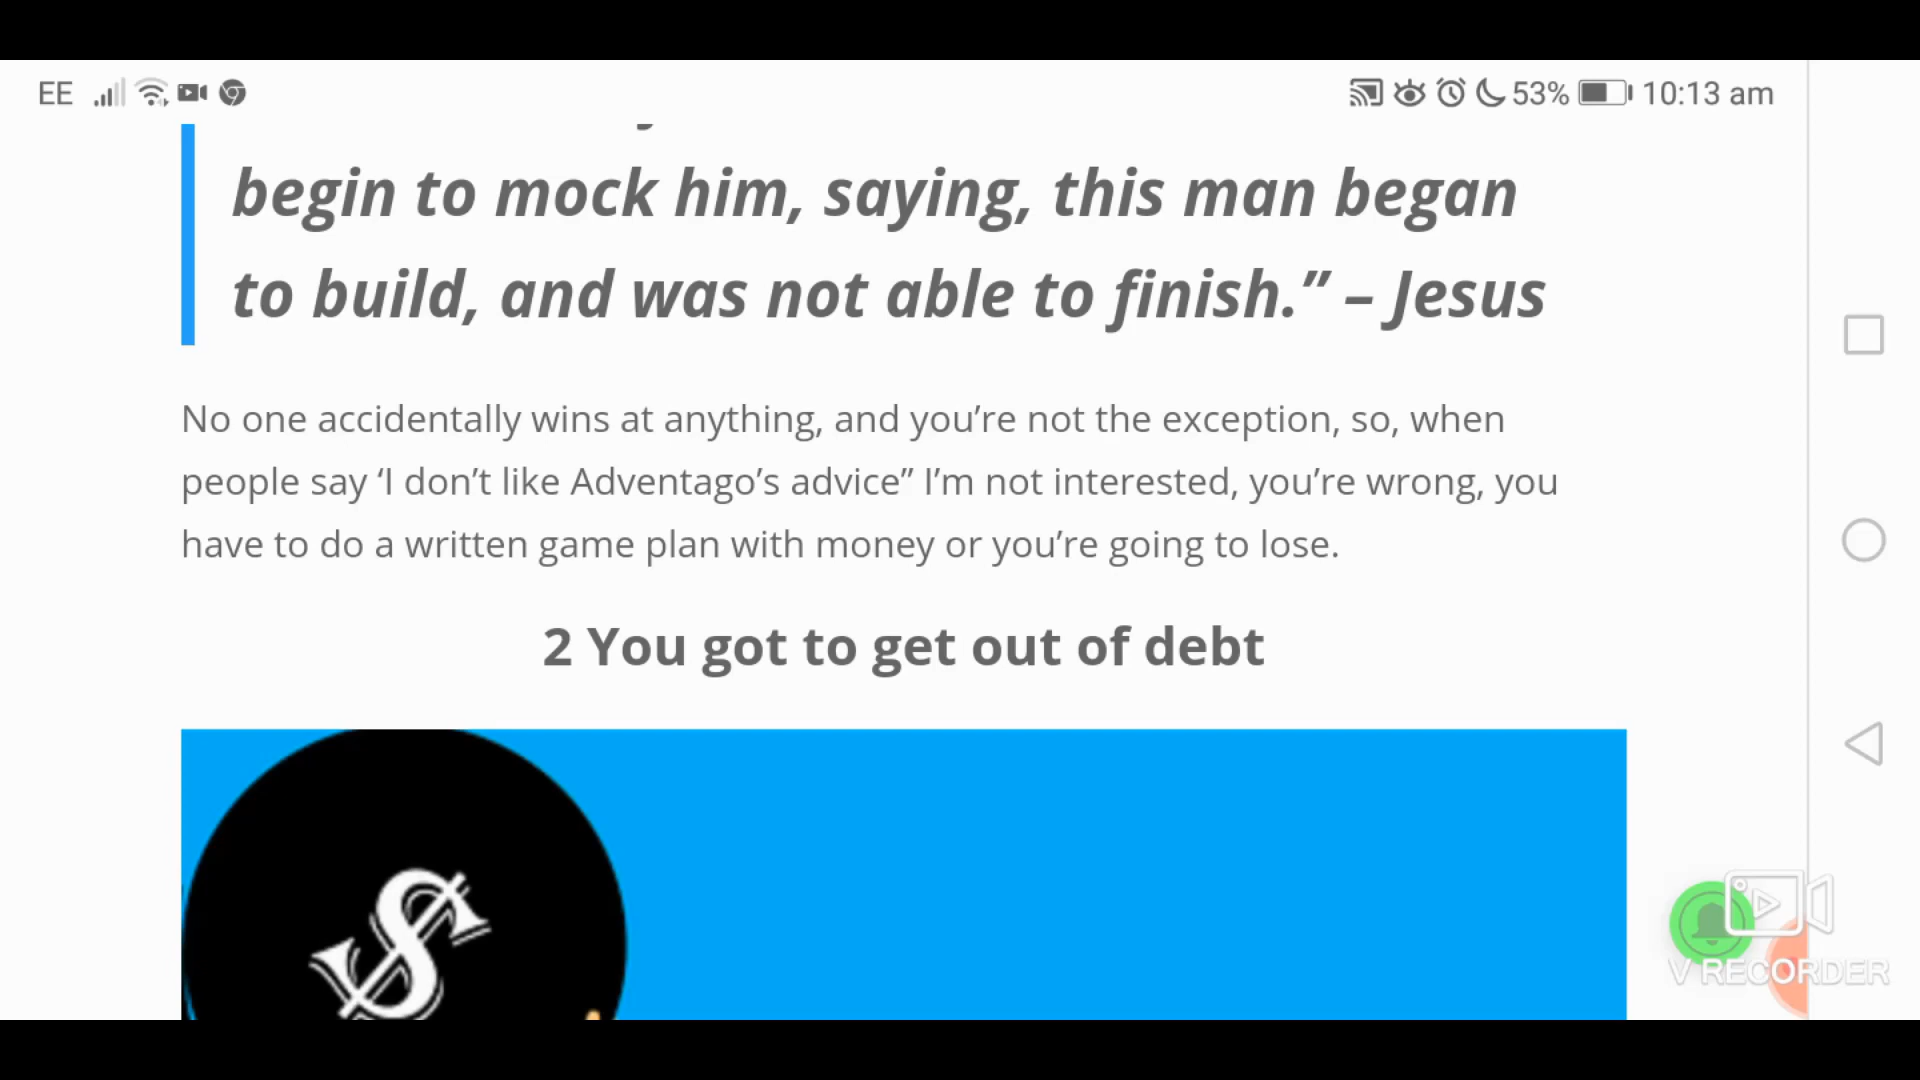 EE 53% 10:13 am
begin to mock him, saying, this man began
to build, and was not able to finish.” – Jesus
No one accidentally wins at anything, and you’re not the exception, so, when
people say ‘I don’t like Adventago’s advice” I’m not interested, you’re wrong, you
have to do a written game plan with money or you’re going to lose.
2 You got to get out of debt
$
V RECORDER